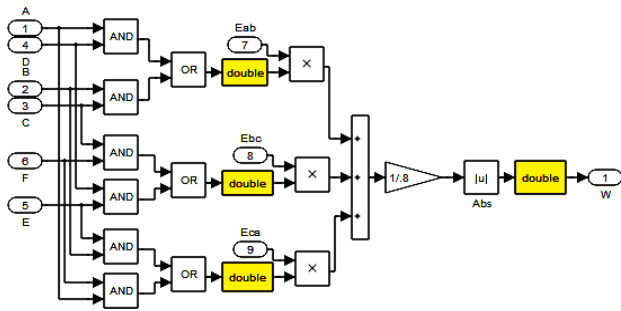 A
1
4
D
B
2
3
C
6
F
5
E
AND
AND
OR
Eab
7
double
×
AND
AND
OR
Ebc
8
double
×
AND
AND
OR
Eca
9
double
×
+
+
+
1/.8
|u|
Abs
double
1
W